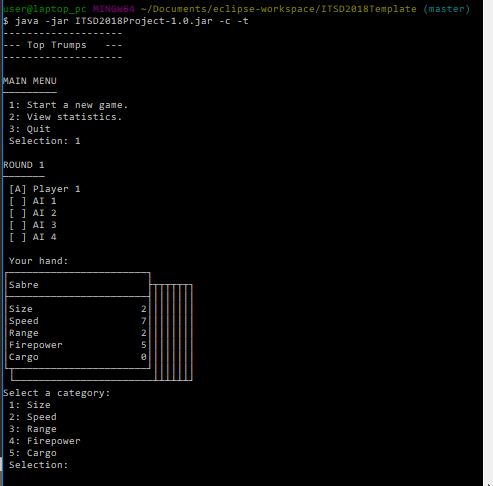 user@laptop_pc MINGW64 ~/Documents/eclipse-workspace/ITSD2018Template (master)
$ java -jar ITSD2018Project-1.0.jar -c -t
--------------------
--- Top Trumps   ---
--------------------
MAIN MENU
1: Start a new game.
2: View statistics.
3: Quit
Selection: 1
ROUND 1
[A] Player 1
[ ] AI 1
[ ] AI 2
[ ] AI 3
[ ] AI 4
Your hand:
Sabre
Size 2
Speed 7
Range 2
Firepower 5
Cargo 0
Select a category:
1: Size
2: Speed
3: Range
4: Firepower
5: Cargo
Selection: